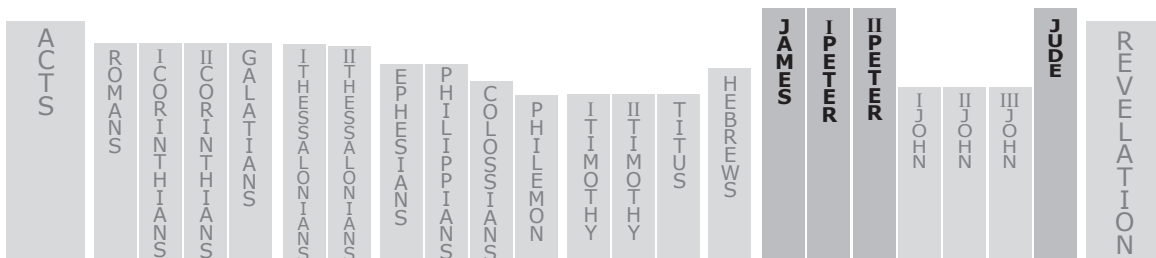 ACTS
ROMANS
I CORINTHIANS
II CORINTHIANS
GALATIANS
I THESSALONIANS
II THESSALONIANS
EPHESIANS
PHILIPPIANS
COLOSSIANS
PHILEMON
I TIMOTHY
II TIMOTHY
TITUS
HEBREWS
JAMES
I PETER
II PETER
I JOHN
II JOHN
III JOHN
JUDE
REVELATION